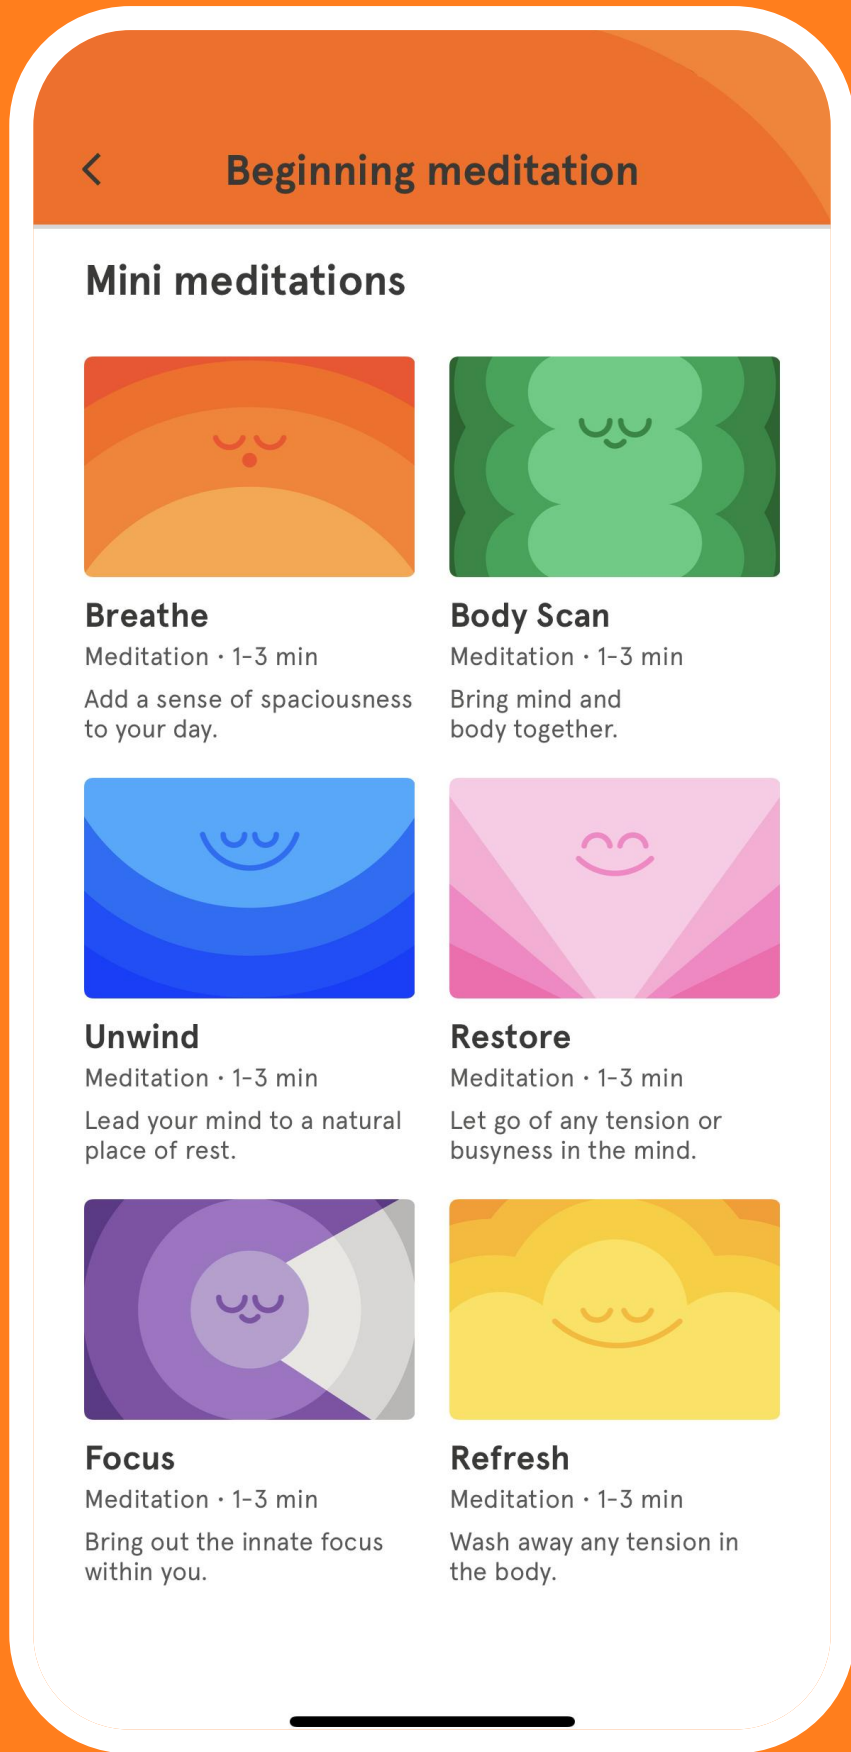 Beginning meditation
Mini meditations
Breathe
Meditation • 1-3 min
Add a sense of spaciousness
to your day.
Body Scan
Meditation • 1-3 min
Bring mind and
body together.
Unwind
Meditation • 1-3 min
Lead your mind to a natural
place of rest.
Restore
Meditation • 1-3 min
Let go of any tension or
busyness in the mind.
Focus
Meditation • 1-3 min
Bring out the innate focus
within you.
Refresh
Meditation • 1-3 min
Wash away any tension in
the body.